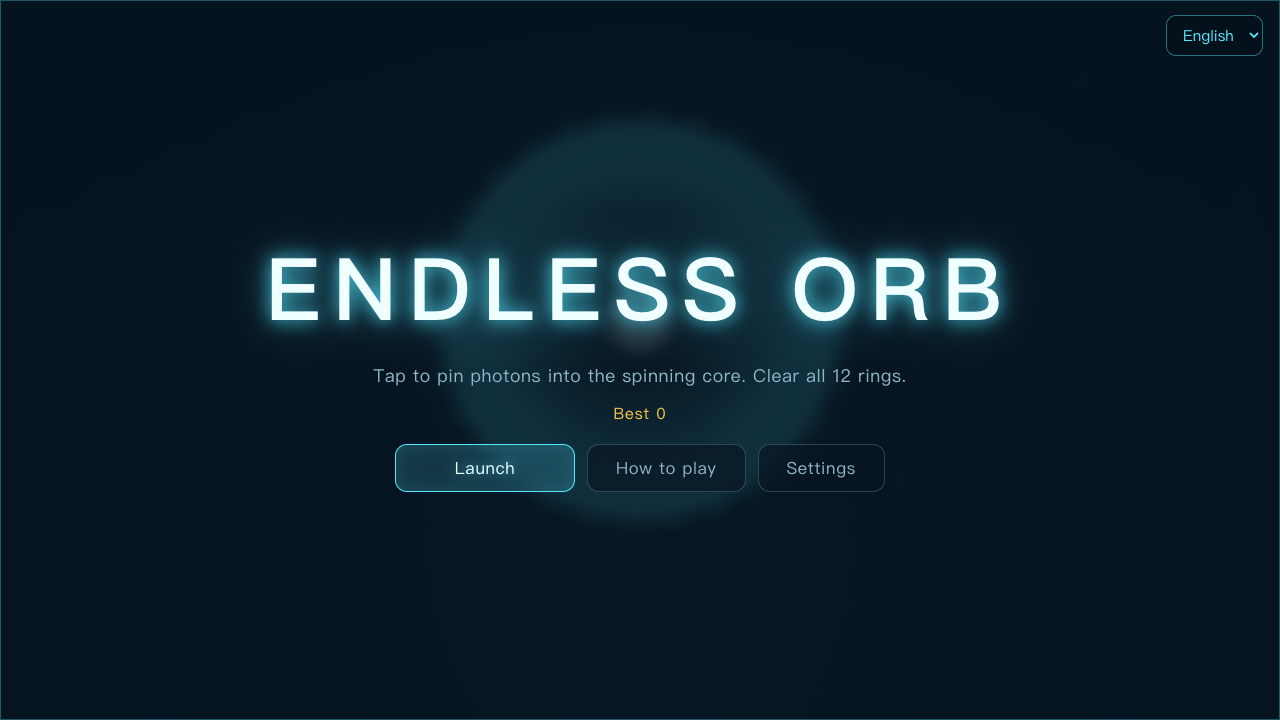 English
ENDLESS ORB
Tap to pin photons into the spinning core. Clear all 12 rings.
Best 0
Launch
How to play
Settings